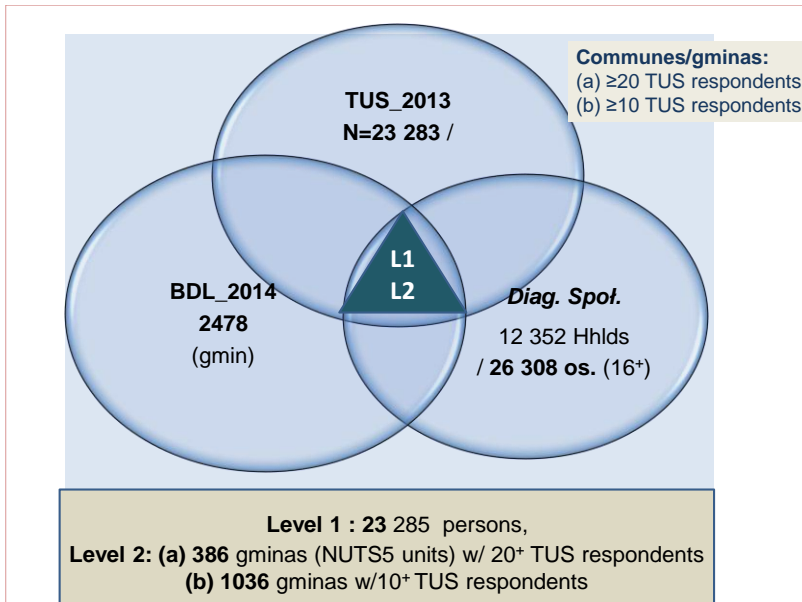 Communes/gminas:
(a) ≥20 TUS respondents
(b) ≥10 TUS respondents
TUS_2013
N=23 283 /
L1
L2
BDL_2014
2478
(gmin)
Diag. Społ.
12 352 Hhlds
/ 26 308 os. (16⁺)
Level 1 : 23 285 persons,
Level 2: (a) 386 gminas (NUTS5 units) w/ 20⁺ TUS respondents
(b) 1036 gminas w/10⁺ TUS respondents